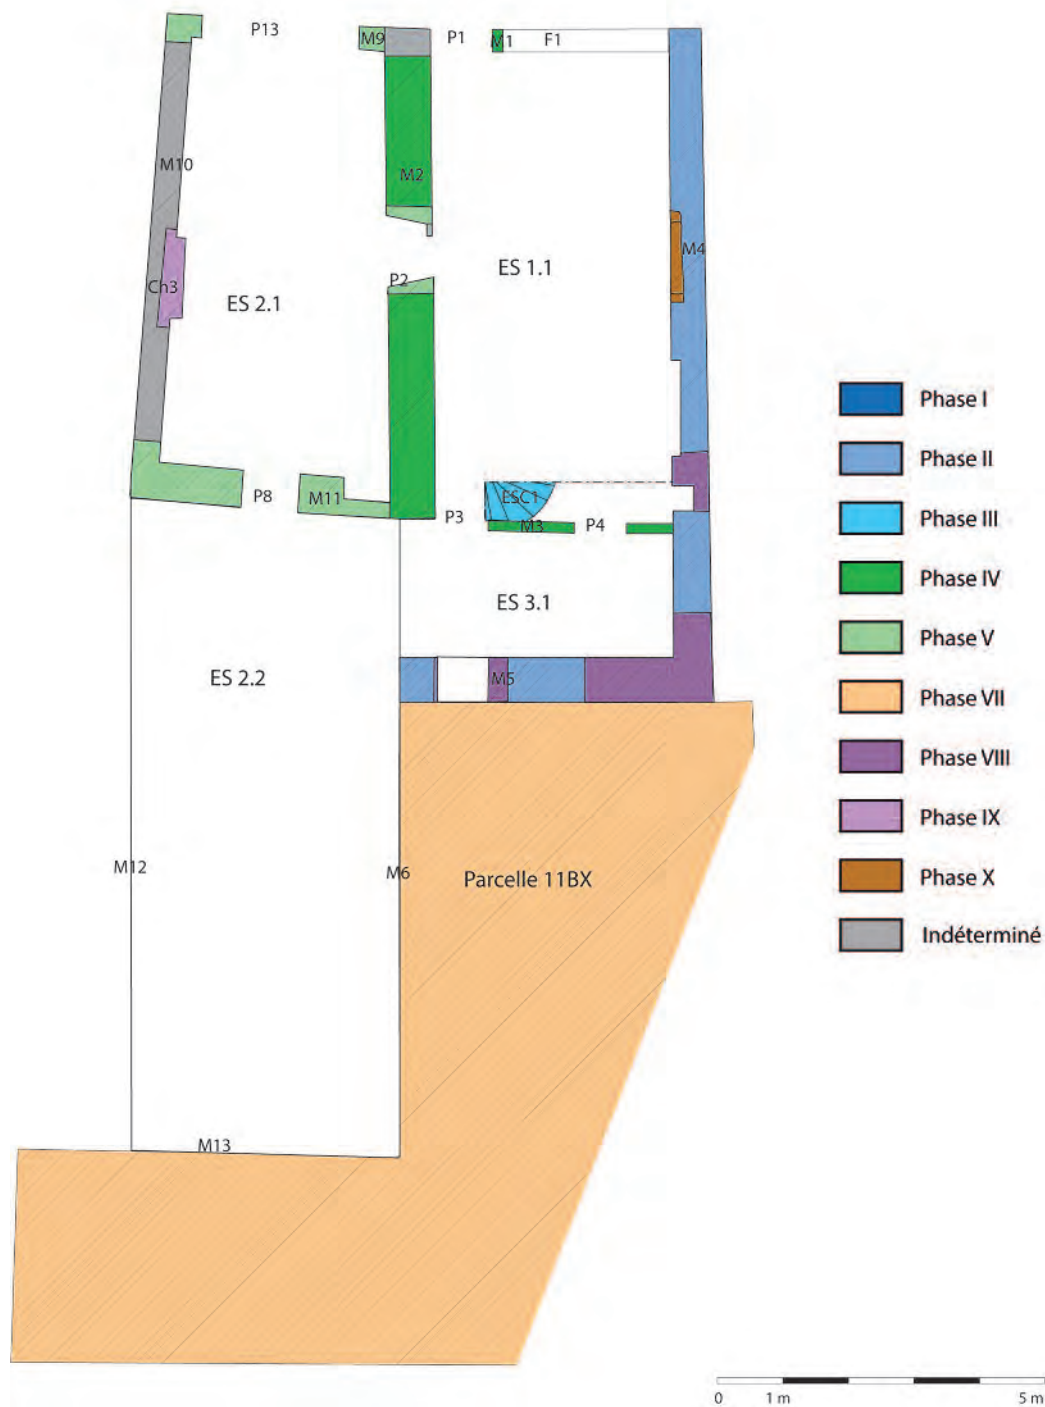 P13
M9
P1
M1
F1
M10
M2
M4
ES 1.1
P2
Ch3
ES 2.1
Phase I
Phase II
P8
M11
ESC1
P3
M3
P4
Phase III
Phase IV
ES 3.1
Phase V
ES 2.2
M5
Phase VII
Phase VIII
Phase IX
M12
M6
Parcelle 11BX
Phase X
Indéterminé
M13
0 1 m 5 m